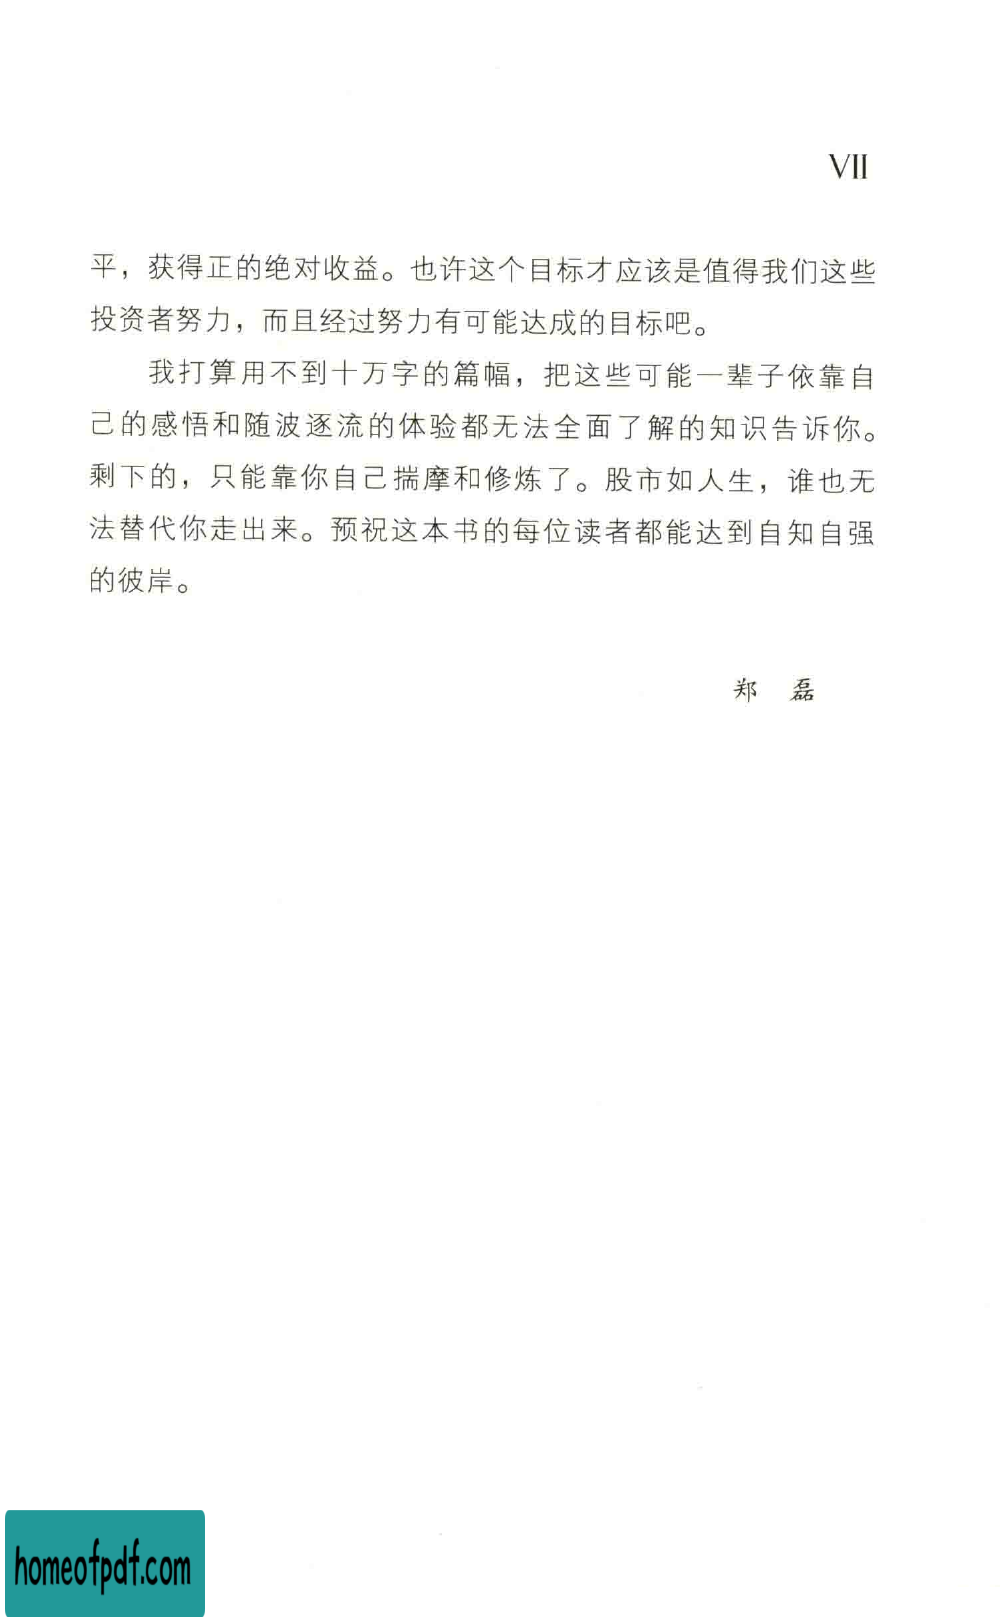 VII
平，获得正的绝对收益。也许这个目标才应该是值得我们这些
投资者努力，而且经过努力有可能达成的目标吧。
我打算用不到十万字的篇幅，把这些可能一辈子依靠自
己的感悟和随波逐流的体验都无法全面了解的知识告诉你。
剩下的，只能靠你自己揣摩和修炼了。股市如人生，谁也无
法替代你走出来。预祝这本书的每位读者都能达到自知自强
的彼岸。
郑 磊
homeofpdf.com